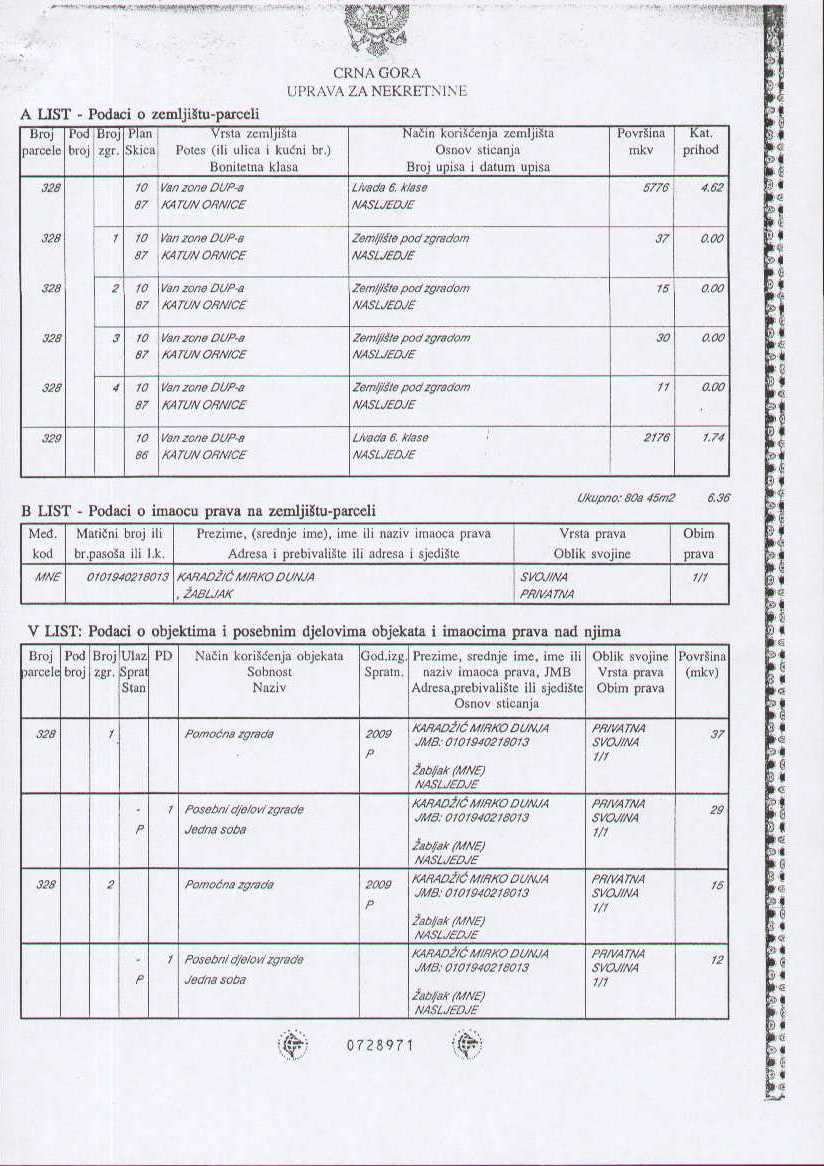 CRNA GORA
UPRAVA ZA NEKRETNINE
A LIST - Podaci o zemljištu-parceli
Broj Pod Broj Plan Vrsta zemljišta Način korišćenja zemljišta Površina Kat.
parcele broj zgr. Skica Potes (ili ulica i kućni br.) Osnov sticanja mkv prihod
Bonitetna klasa Broj upisa i datum upisa
328 10 Van zone DUP-a Livada 6. klase 5776 4.62
87 KATUN ORNICE NASLJEDJE
328 1 10 Van zone DUP-a Zemljište pod zgradom 37 0.00
87 KATUN ORNICE NASLJEDJE
328 2 10 Van zone DUP-a Zemljište pod zgradom 15 0.00
87 KATUN ORNICE NASLJEDJE
328 3 10 Van zone DUP-a Zemljište pod zgradom 30 0.00
87 KATUN ORNICE NASLJEDJE
328 4 10 Van zone DUP-a Zemljište pod zgradom 11 0.00
87 KATUN ORNICE NASLJEDJE
329 10 Van zone DUP-a Livada 6. klase 2176 1.74
86 KATUN ORNICE NASLJEDJE
Ukupno: 80a 45m2 6.36
B LIST - Podaci o imaocu prava na zemljištu-parceli
Med. Matični broj ili Prezime, (srednje ime), ime ili naziv imaoca prava Vrsta prava Obim
kod br.pasoša ili l.k. Adresa i prebivalište ili adresa i sjedište Oblik svojine prava
MNE 0101940218013 KARADŽIĆ MIRKO DUNJA SVOJINA 1/1
, ŽABLJAK PRIVATNA
V LIST: Podaci o objektima i posebnim djelovima objekata i imaocima prava nad njima
Broj Pod Broj Ulaz PD Način korišćenja objekata God.izg. Prezime, srednje ime, ime ili Oblik svojine Površina
parcele broj zgr. Sprat Sobnost Spratn. naziv imaoca prava, JMB Vrsta prava (mkv)
Stan Naziv Adresa,prebivalište ili sjedište Obim prava
Osnov sticanja
328 1 Pomoćna zgrada 2009 KARADŽIĆ MIRKO DUNJA PRIVATNA 37
P JMB: 0101940218013 SVOJINA
1/1
Žabljak (MNE)
NASLJEDJE
- 1 Posebni djelovi zgrade KARADŽIĆ MIRKO DUNJA PRIVATNA 29
P Jedna soba JMB: 0101940218013 SVOJINA
1/1
Žabljak (MNE)
NASLJEDJE
328 2 Pomoćna zgrada 2009 KARADŽIĆ MIRKO DUNJA PRIVATNA 15
P JMB: 0101940218013 SVOJINA
1/1
Žabljak (MNE)
NASLJEDJE
- 1 Posebni djelovi zgrade KARADŽIĆ MIRKO DUNJA PRIVATNA 12
P Jedna soba JMB: 0101940218013 SVOJINA
1/1
Žabljak (MNE)
NASLJEDJE
0728971